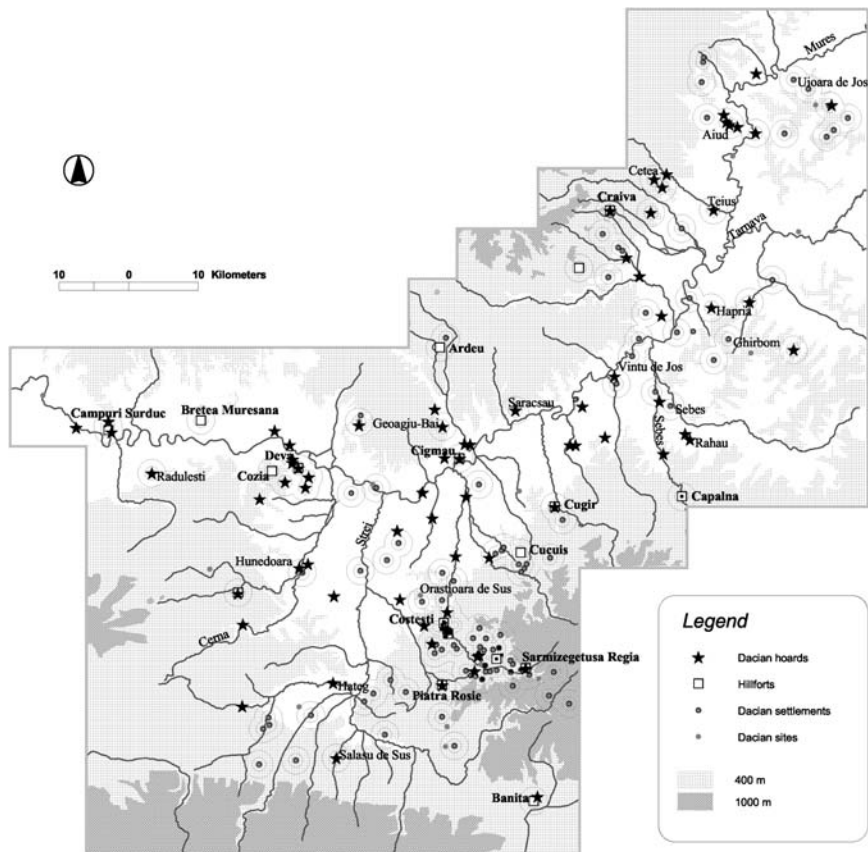 Mures
Ujoara de Jos
Aiud
Cetea
Craiva
Teius
Tarnava
10 0 10 Kilometers
Hapria
Ardeu
Ghirbom
Vintu de Jos
Campuri Surduc
Bretea Muresana
Saracsau
Sebes
Geoagiu-Bai
Sebes
Rahau
Deva
Cigmau
Radulesti
Cozia
Capalna
Cugir
Strei
Cucuis
Hunedoara
Orastioara de Sus
Costesti
Cerna
Sarmizegetusa Regia
Hateg
Piatra Rosie
Salasu de Sus
Banita
Legend
Dacian hoards
Hillforts
Dacian settlements
Dacian sites
400 m
1000 m